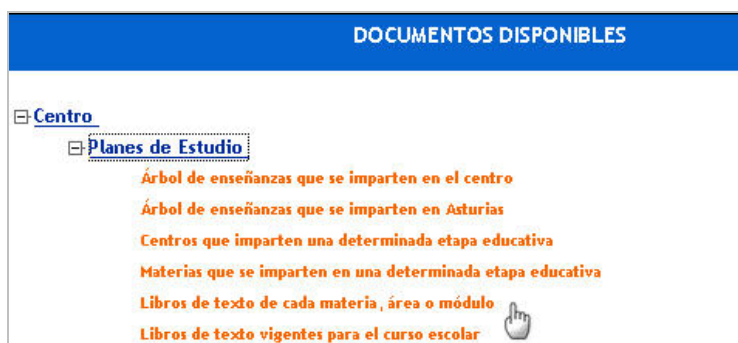 DOCUMENTOS DISPONIBLES
Centro
Planes de Estudio
Árbol de enseñanzas que se imparten en el centro
Árbol de enseñanzas que se imparten en Asturias
Centros que imparten una determinada etapa educativa
Materias que se imparten en una determinada etapa educativa
Libros de texto de cada materia, área o módulo
Libros de texto vigentes para el curso escolar